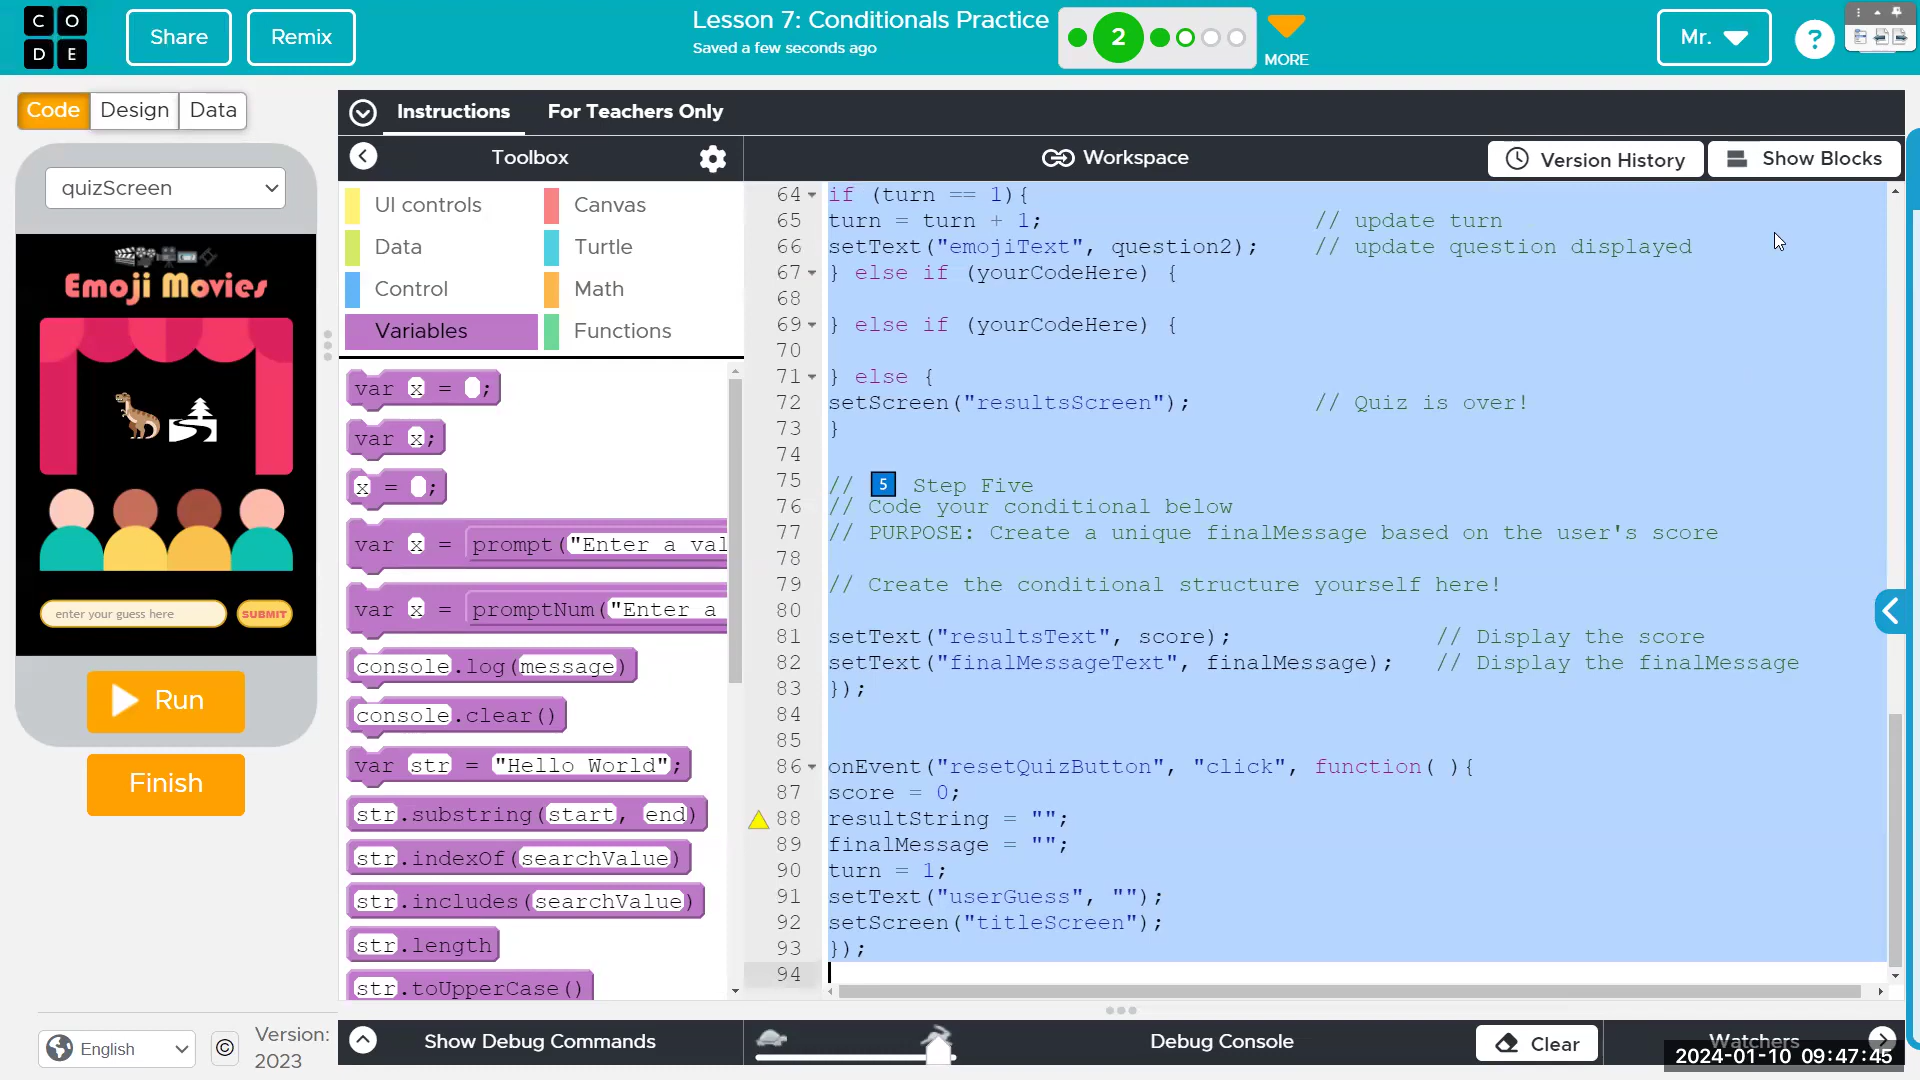 C O
D E
Share
Remix
Lesson 7: Conditionals Practice
Saved a few seconds ago
2
MORE
Mr.
?
Code
Design
Data
Instructions
For Teachers Only
Toolbox
Workspace
Version History
Show Blocks
quizScreen
Emoji Movies
enter your guess here
SUBMIT
Run
Finish
UI controls
Canvas
Data
Turtle
Control
Math
Variables
Functions
var x = ;
var x;
x = ;
var x = prompt("Enter a val
var x = promptNum("Enter a
console.log(message)
console.clear()
var str = "Hello World";
str.substring(start, end)
str.indexOf(searchValue)
str.includes(searchValue)
str.length
str.toUpperCase()
64 if (turn == 1){
65 turn = turn + 1; // update turn
66 setText("emojiText", question2); // update question displayed
67 } else if (yourCodeHere) {
68
69 } else if (yourCodeHere) {
70
71 } else {
72 setScreen("resultsScreen"); // Quiz is over!
73 }
74
75 // 5 Step Five
76 // Code your conditional below
77 // PURPOSE: Create a unique finalMessage based on the user's score
78
79 // Create the conditional structure yourself here!
80
81 setText("resultsText", score); // Display the score
82 setText("finalMessageText", finalMessage); // Display the finalMessage
83 });
84
85
86 onEvent("resetQuizButton", "click", function( ){
87 score = 0;
88 resultString = "";
89 finalMessage = "";
90 turn = 1;
91 setText("userGuess", "");
92 setScreen("titleScreen");
93 });
94
English
©
Version: 2023
Show Debug Commands
Debug Console
Clear
Watchers
2024-01-10 09:47:45